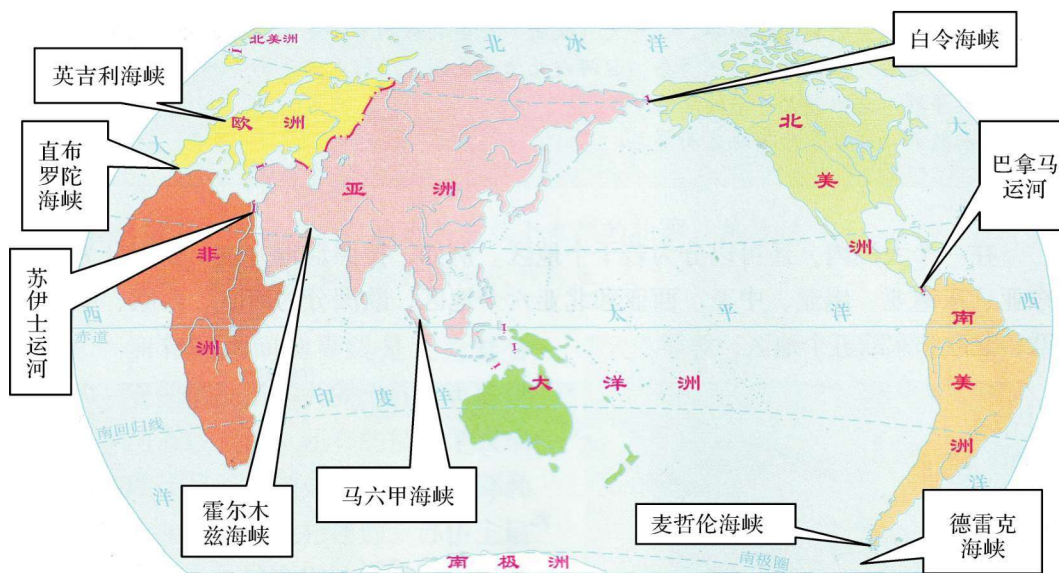 北美洲
北 冰 洋
白令海峡
英吉利海峡
欧 洲
大
北
大
直布
罗陀
海峡
亚 洲
美
巴拿马
运河
非
洲
苏
伊
士
运
河
西
赤道
太 平 洋
南
西
洲
大 洋 洲
美
印 度 洋
南回归线
洲
洋
马六甲海峡
洋
霍尔木
兹海峡
麦哲伦海峡
德雷克
海峡
南 极 洲
南极圈